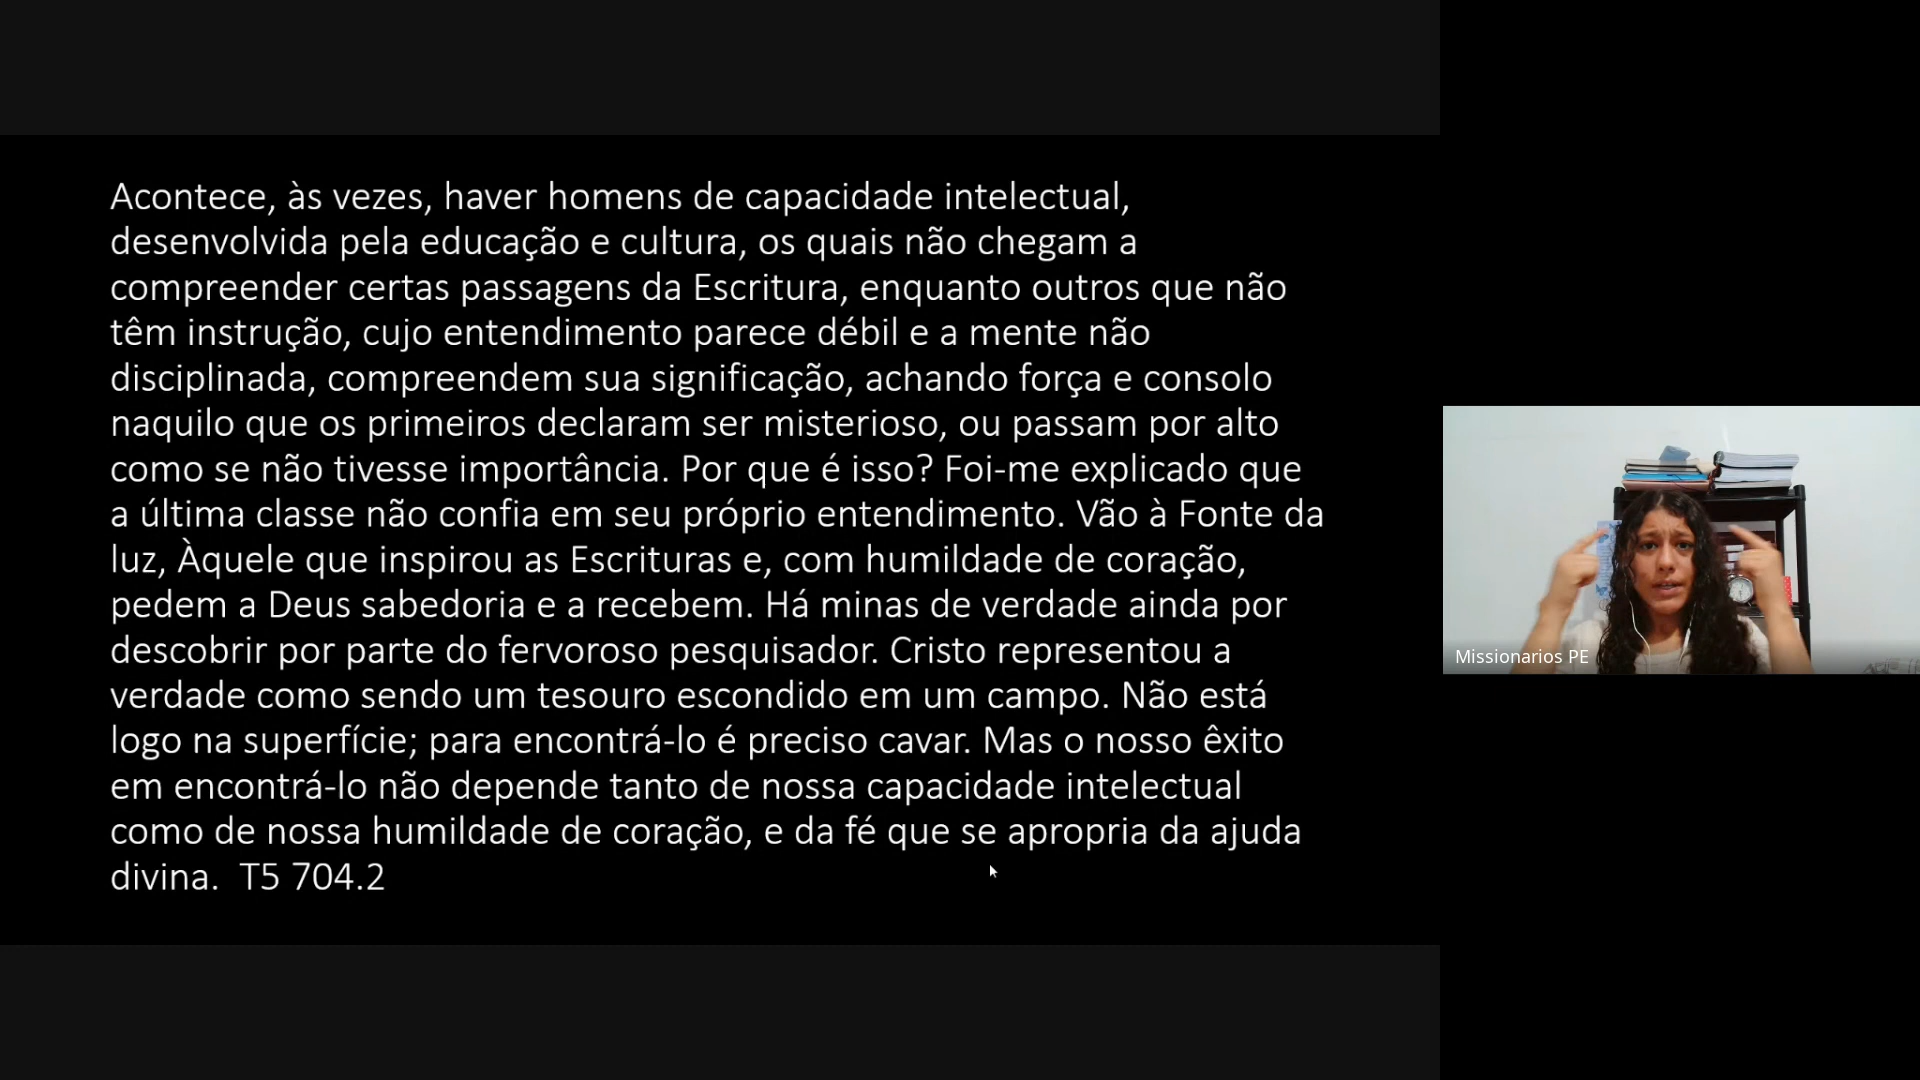 Acontece, às vezes, haver homens de capacidade intelectual,
desenvolvida pela educação e cultura, os quais não chegam a
compreender certas passagens da Escritura, enquanto outros que não
têm instrução, cujo entendimento parece débil e a mente não
disciplinada, compreendem sua significação, achando força e consolo
naquilo que os primeiros declaram ser misterioso, ou passam por alto
como se não tivesse importância. Por que é isso? Foi-me explicado que
a última classe não confia em seu próprio entendimento. Vão à Fonte da
luz, Àquele que inspirou as Escrituras e, com humildade de coração,
pedem a Deus sabedoria e a recebem. Há minas de verdade ainda por
descobrir por parte do fervoroso pesquisador. Cristo representou a
verdade como sendo um tesouro escondido em um campo. Não está
logo na superfície; para encontrá-lo é preciso cavar. Mas o nosso êxito
em encontrá-lo não depende tanto de nossa capacidade intelectual
como de nossa humildade de coração, e da fé que se apropria da ajuda
divina.  T5 704.2
Missionarios PE